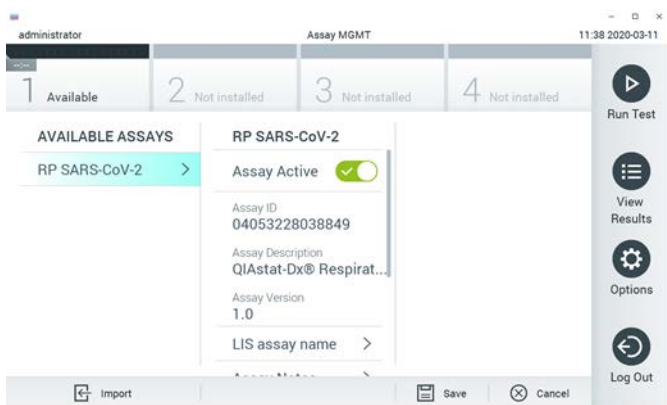 administrator
Assay MGMT
11:38 2020-03-11
1 Available
2 Not installed
3 Not installed
4 Not installed
Run Test
AVAILABLE ASSAYS
RP SARS-CoV-2
RP SARS-CoV-2
Assay Active
Assay ID
04053228038849
Assay Description
QIAstat-Dx® Respirat...
Assay Version
1.0
LIS assay name
View
Results
Options
Log Out
Import
Save
Cancel